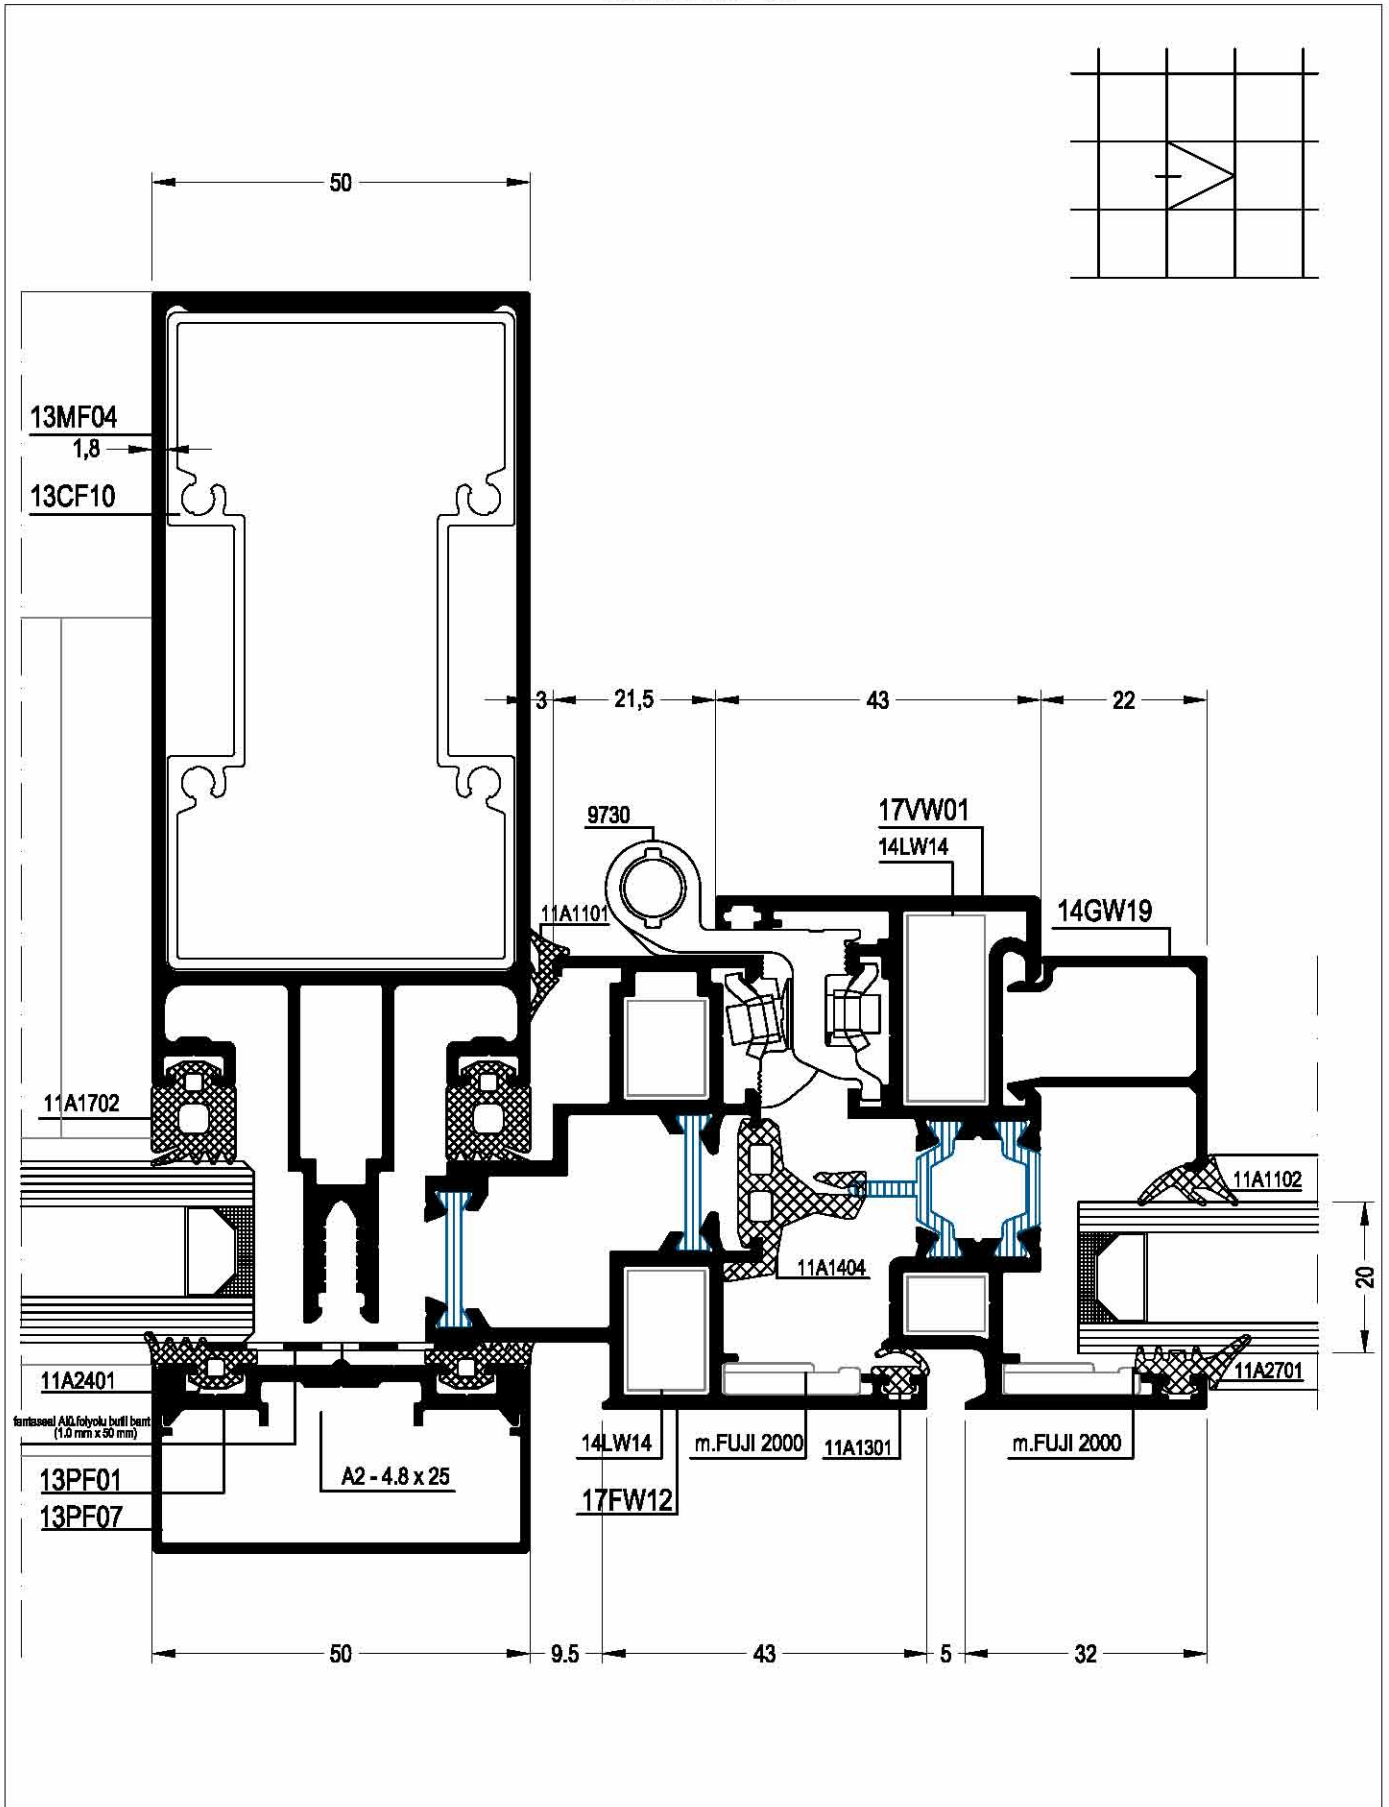 50
13MF04
1,8
13CF10
3
21,5
43
22
9730
17VW01
14LW14
11A1101
14GW19
11A1702
11A1102
11A1404
20
11A2401
11A2701
fantaseal Alü.folyolu butil bant
(1.0 mm x 50 mm)
14LW14
m.FUJI 2000
11A1301
m.FUJI 2000
13PF01
A2 - 4.8 x 25
17FW12
13PF07
50
9.5
43
5
32